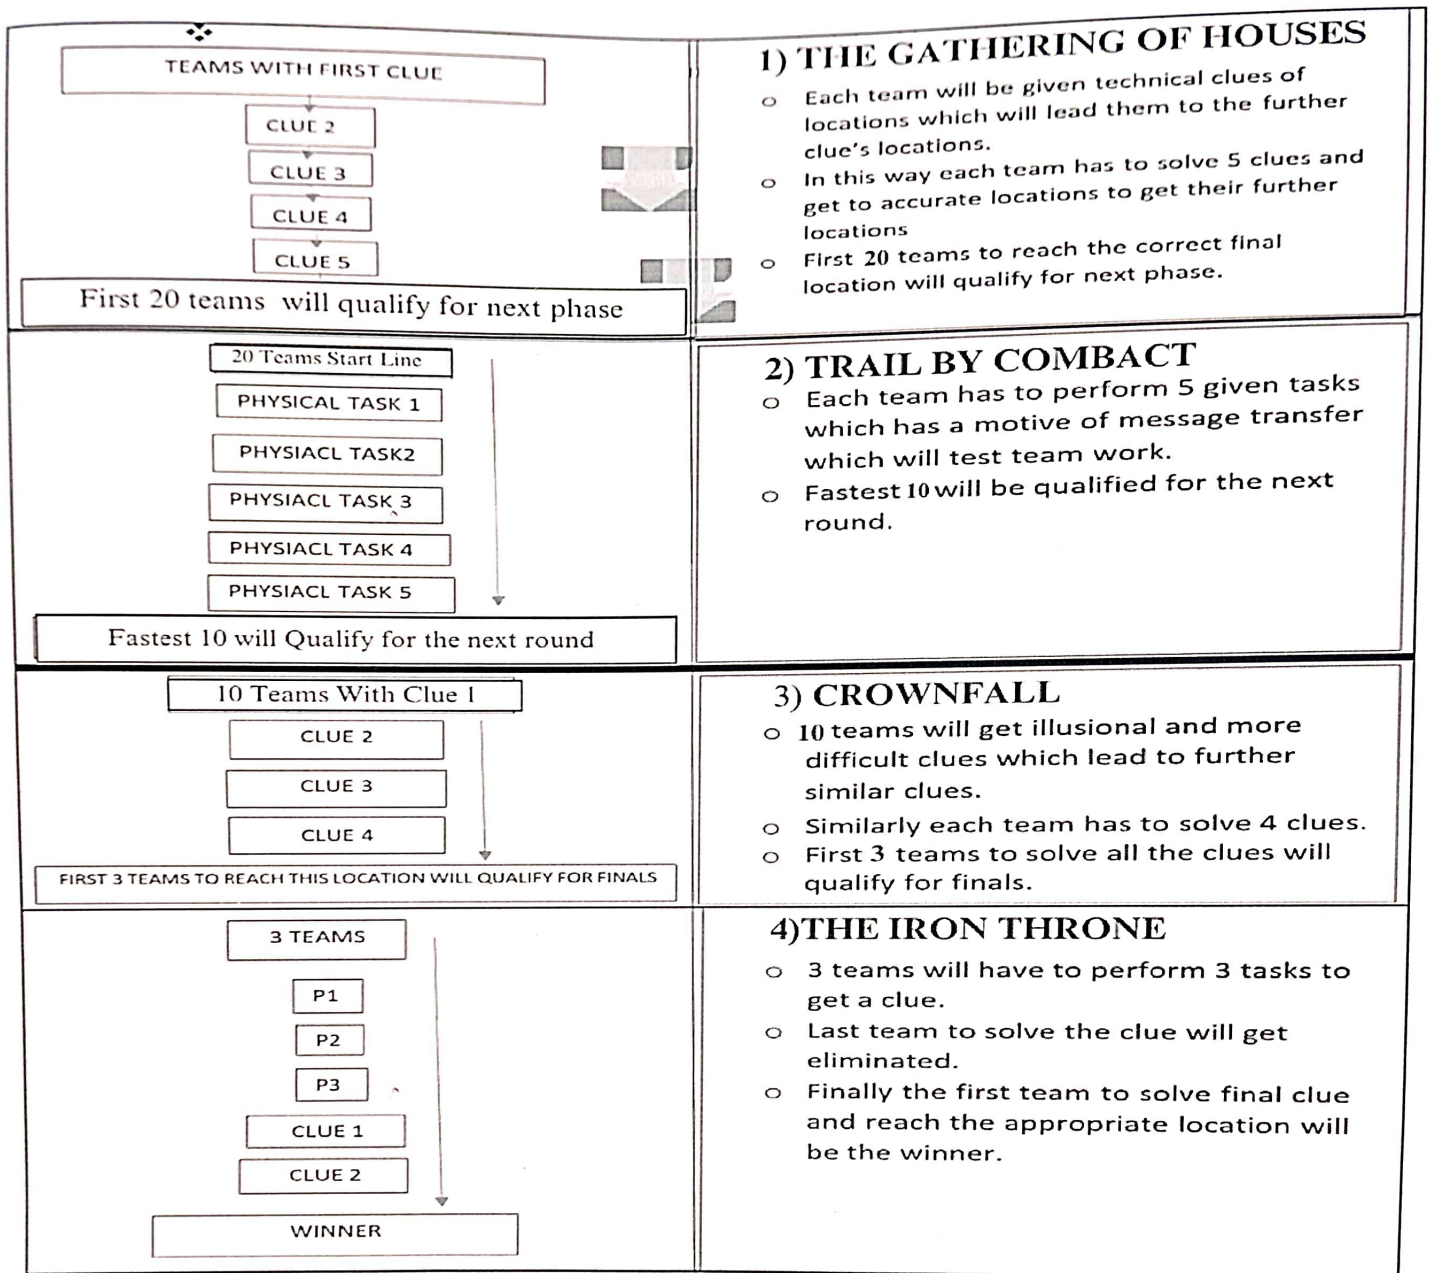 TEAMS WITH FIRST CLUE
CLUE 2
CLUE 3
CLUE 4
CLUE 5
First 20 teams will qualify for next phase
1) THE GATHERING OF HOUSES
o Each team will be given technical clues of
locations which will lead them to the further
clue's locations.
o In this way each team has to solve 5 clues and
get to accurate locations to get their further
locations
o First 20 teams to reach the correct final
location will qualify for next phase.
20 Teams Start Line
PHYSICAL TASK 1
PHYSIACL TASK2
PHYSIACL TASK 3
PHYSIACL TASK 4
PHYSIACL TASK 5
Fastest 10 will Qualify for the next round
2) TRAIL BY COMBACT
o Each team has to perform 5 given tasks
which has a motive of message transfer
which will test team work.
o Fastest 10 will be qualified for the next
round.
10 Teams With Clue 1
CLUE 2
CLUE 3
CLUE 4
FIRST 3 TEAMS TO REACH THIS LOCATION WILL QUALIFY FOR FINALS
3) CROWNFALL
o 10 teams will get illusional and more
difficult clues which lead to further
similar clues.
o Similarly each team has to solve 4 clues.
o First 3 teams to solve all the clues will
qualify for finals.
3 TEAMS
P1
P2
P3
CLUE 1
CLUE 2
WINNER
4)THE IRON THRONE
o 3 teams will have to perform 3 tasks to
get a clue.
o Last team to solve the clue will get
eliminated.
o Finally the first team to solve final clue
and reach the appropriate location will
be the winner.